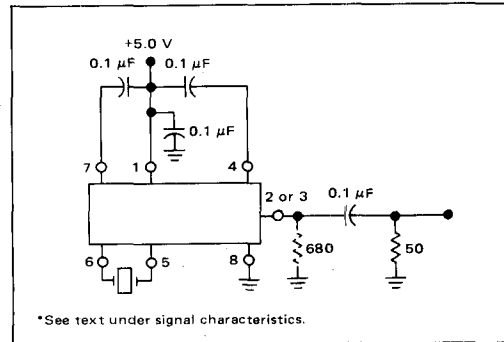 +5.0 V
0.1 µF 0.1 µF
0.1 µF
7 1 4
2 or 3 0.1 µF
6 5 8 680 50
*See text under signal characteristics.